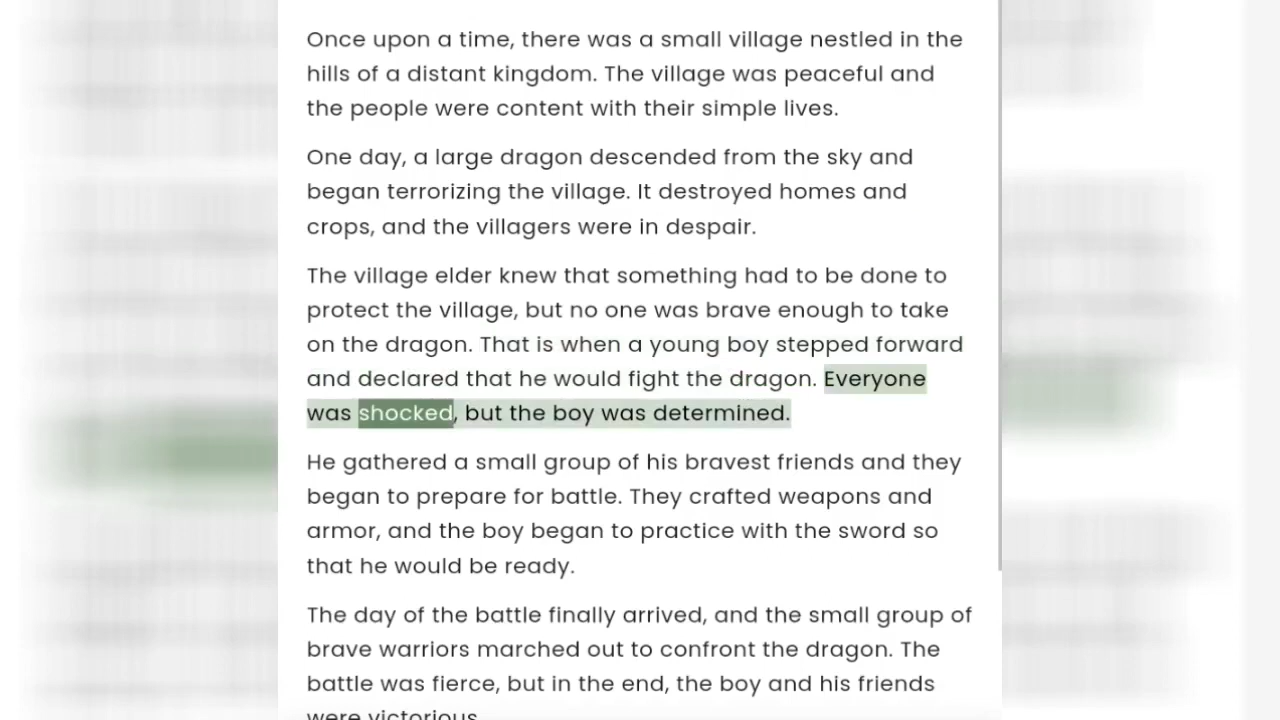 Once upon a time, there was a small village nestled in the
hills of a distant kingdom. The village was peaceful and
the people were content with their simple lives.
One day, a large dragon descended from the sky and
began terrorizing the village. It destroyed homes and
crops, and the villagers were in despair.
The village elder knew that something had to be done to
protect the village, but no one was brave enough to take
on the dragon. That is when a young boy stepped forward
and declared that he would fight the dragon. Everyone
was shocked, but the boy was determined.
He gathered a small group of his bravest friends and they
began to prepare for battle. They crafted weapons and
armor, and the boy began to practice with the sword so
that he would be ready.
The day of the battle finally arrived, and the small group of
brave warriors marched out to confront the dragon. The
battle was fierce, but in the end, the boy and his friends
were victorious.